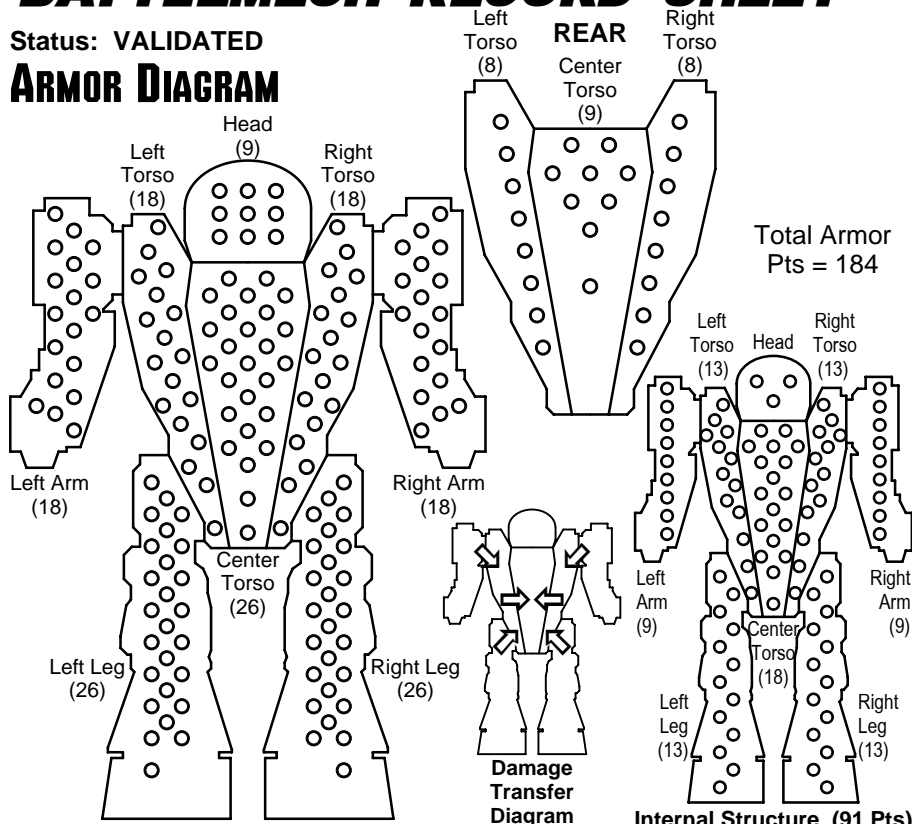 BATTLEMECH RECORD SHEET
Status: VALIDATED
ARMOR DIAGRAM
Head
(9)
Left
Torso
(18)
Right
Torso
(18)
Left Arm
(18)
Right Arm
(18)
Center
Torso
(26)
Left Leg
(26)
Right Leg
(26)
REAR
Left
Torso
(8)
Center
Torso
(9)
Right
Torso
(8)
Total Armor
Pts = 184
Left
Torso
(13)
Head
Right
Torso
(13)
Left
Arm
(9)
Right
Arm
(9)
Center
Torso
(18)
Left
Leg
(13)
Right
Leg
(13)
Damage
Transfer
Diagram
Internal Structure (91 Pts)